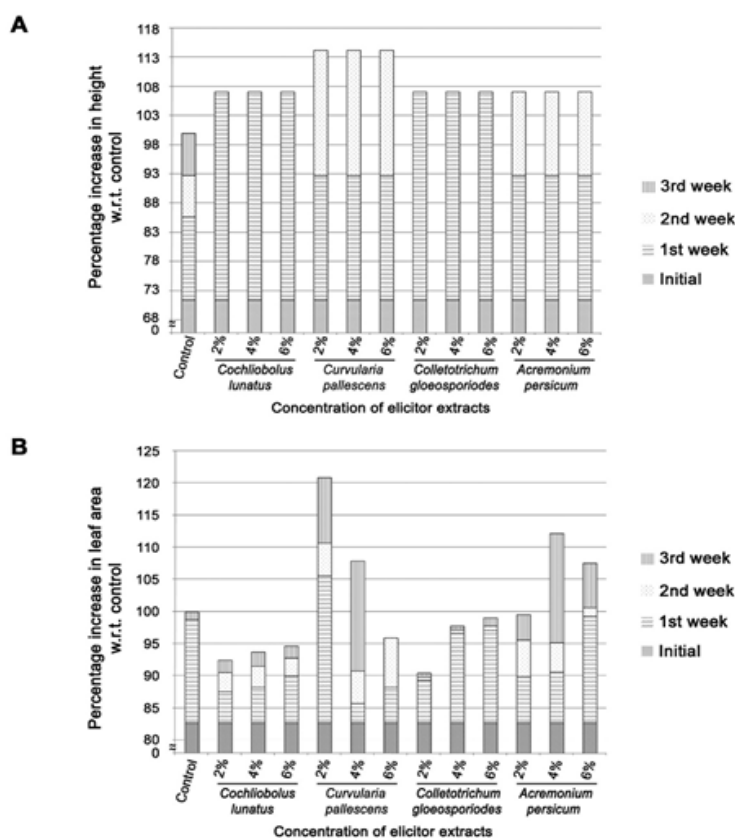 A
Percentage increase in height
w.r.t. control
118
113
108
103
98
93
88
83
78
73
68
0
Control
2%
4%
6%
2%
4%
6%
2%
4%
6%
2%
4%
6%
Cochliobolus
lunatus
Curvularia
pallescens
Colletotrichum
gloeosporiodes
Acremonium
persicum
Concentration of elicitor extracts
3rd week
2nd week
1st week
Initial
B
Percentage increase in leaf area
w.r.t. control
125
120
115
110
105
100
95
90
85
80
0
Control
2%
4%
6%
2%
4%
6%
2%
4%
6%
2%
4%
6%
Cochliobolus
lunatus
Curvularia
pallescens
Colletotrichum
gloeosporiodes
Acremonium
persicum
Concentration of elicitor extracts
3rd week
2nd week
1st week
Initial